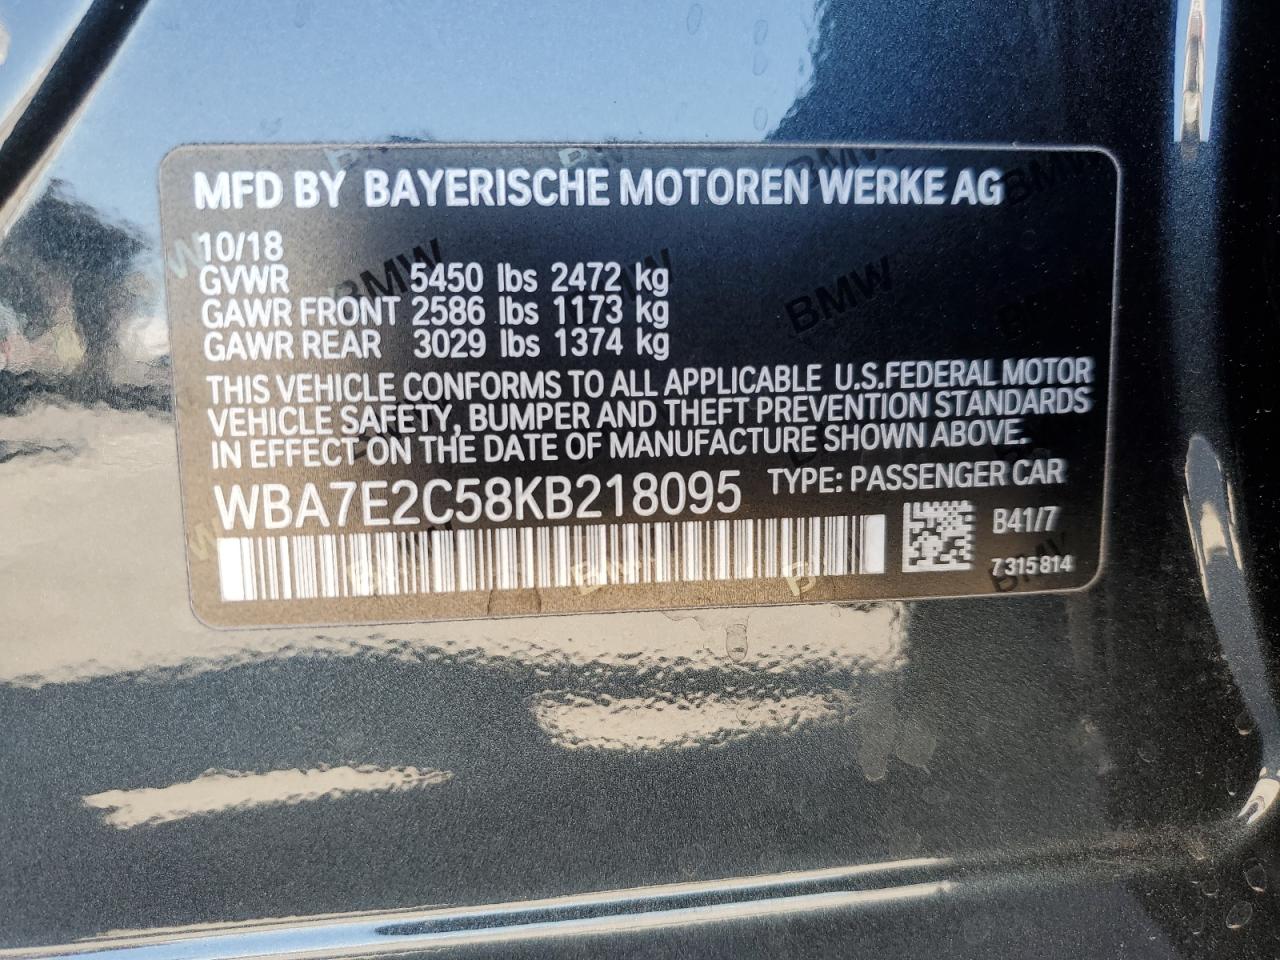 MFD BY BAYERISCHE MOTOREN WERKE AG
10/18
GVWR 5450 lbs 2472 kg
GAWR FRONT 2586 lbs 1173 kg
GAWR REAR 3029 lbs 1374 kg
THIS VEHICLE CONFORMS TO ALL APPLICABLE U.S.FEDERAL MOTOR
VEHICLE SAFETY, BUMPER AND THEFT PREVENTION STANDARDS
IN EFFECT ON THE DATE OF MANUFACTURE SHOWN ABOVE.
WBA7E2C58KB218095 TYPE: PASSENGER CAR
B41/7
7 315 814